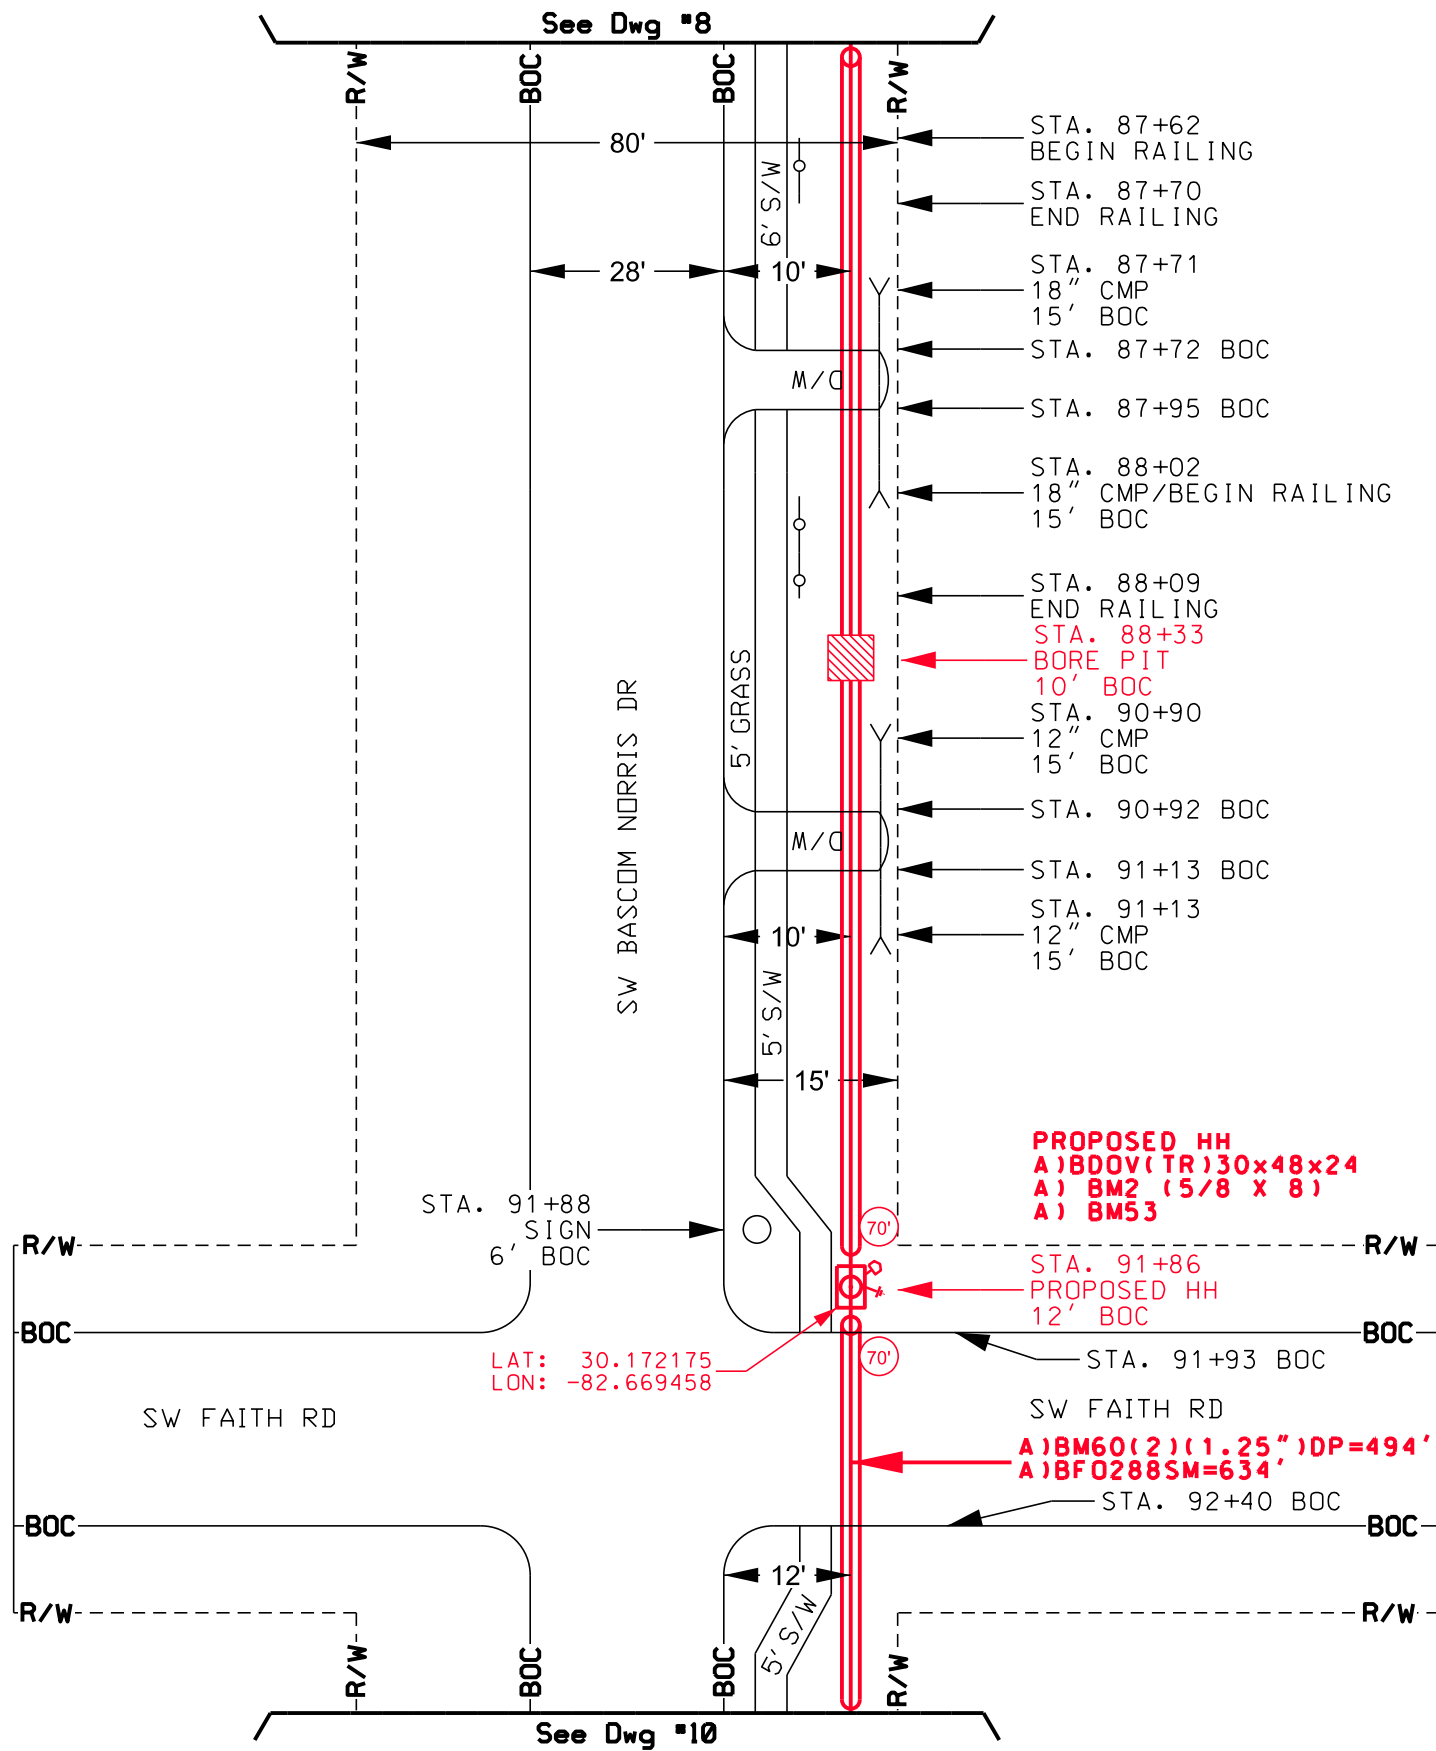 See Dwg #8
R/W
BOC
BOC
R/W
80'
6' S/W
28'
10'
D/W
STA. 87+62
BEGIN RAILING
STA. 87+70
END RAILING
STA. 87+71
18" CMP
15' BOC
STA. 87+72 BOC
STA. 87+95 BOC
STA. 88+02
18" CMP/BEGIN RAILING
15' BOC
STA. 88+09
END RAILING
STA. 88+33
BORE PIT
10' BOC
STA. 90+90
12" CMP
15' BOC
STA. 90+92 BOC
STA. 91+13 BOC
STA. 91+13
12" CMP
15' BOC
5' GRASS
SW BASCOM NORRIS DR
D/W
10'
5' S/W
15'
PROPOSED HH
A)BDOV(TR)30x48x24
A) BM2 (5/8 X 8)
A) BM53
STA. 91+88
SIGN
6' BOC
70'
R/W
R/W
STA. 91+86
PROPOSED HH
12' BOC
BOC
BOC
70'
LAT: 30.172175
LON: -82.669458
STA. 91+93 BOC
SW FAITH RD
SW FAITH RD
A)BM60(2)(1.25")DP=494'
A)BFO288SM=634'
STA. 92+40 BOC
BOC
BOC
12'
5' S/W
R/W
R/W
R/W
BOC
BOC
R/W
See Dwg #10